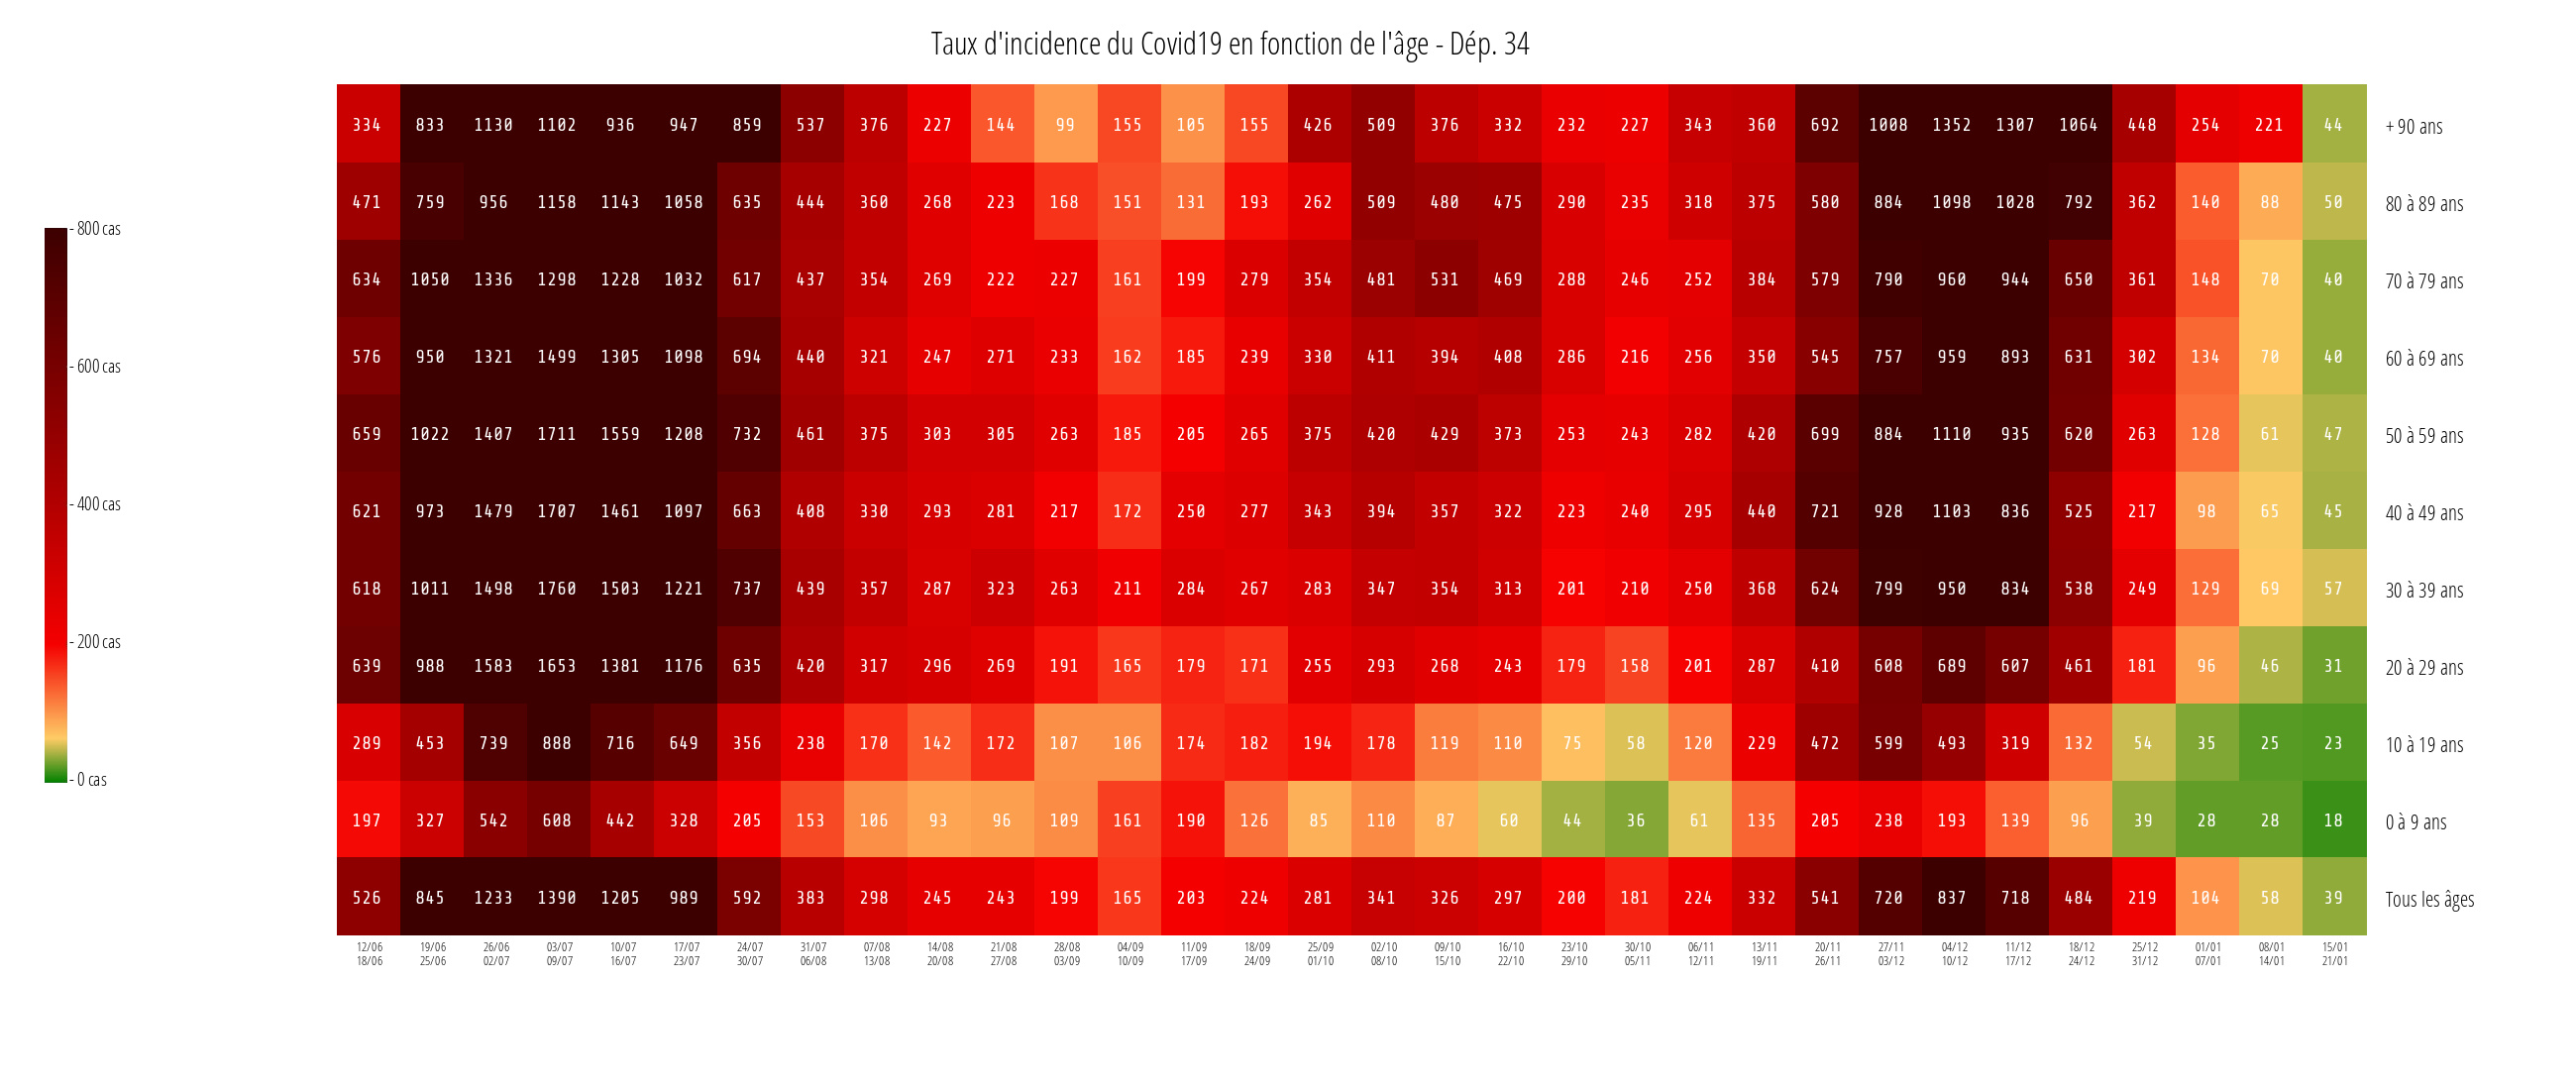 Taux d'incidence du Covid19 en fonction de l'âge - Dép. 34
- 800 cas
- 600 cas
- 400 cas
- 200 cas
- 0 cas
334 833 1130 1102 936 947 859 537 376 227 144 99 155 105 155 426 509 376 332 232 227 343 360 692 1008 1352 1307 1064 448 254 221 44 + 90 ans
471 759 956 1158 1143 1058 635 444 360 268 223 168 151 131 193 262 509 480 475 290 235 318 375 580 884 1098 1028 792 362 140 88 50 80 à 89 ans
634 1050 1336 1298 1228 1032 617 437 354 269 222 227 161 199 279 354 481 531 469 288 246 252 384 579 790 960 944 650 361 148 70 40 70 à 79 ans
576 950 1321 1499 1305 1098 694 440 321 247 271 233 162 185 239 330 411 394 408 286 216 256 350 545 757 959 893 631 302 134 70 40 60 à 69 ans
659 1022 1407 1711 1559 1208 732 461 375 303 305 263 185 205 265 375 420 429 373 253 243 282 420 699 884 1110 935 620 263 128 61 47 50 à 59 ans
621 973 1479 1707 1461 1097 663 408 330 293 281 217 172 250 277 343 394 357 322 223 240 295 440 721 928 1103 836 525 217 98 65 45 40 à 49 ans
618 1011 1498 1760 1503 1221 737 439 357 287 323 263 211 284 267 283 347 354 313 201 210 250 368 624 799 950 834 538 249 129 69 57 30 à 39 ans
639 988 1583 1653 1381 1176 635 420 317 296 269 191 165 179 171 255 293 268 243 179 158 201 287 410 608 689 607 461 181 96 46 31 20 à 29 ans
289 453 739 888 716 649 356 238 170 142 172 107 106 174 182 194 178 119 110 75 58 120 229 472 599 493 319 132 54 35 25 23 10 à 19 ans
197 327 542 608 442 328 205 153 106 93 96 109 161 190 126 85 110 87 60 44 36 61 135 205 238 193 139 96 39 28 28 18 0 à 9 ans
526 845 1233 1390 1205 989 592 383 298 245 243 199 165 203 224 281 341 326 297 200 181 224 332 541 720 837 718 484 219 104 58 39 Tous les âges
12/06 19/06 26/06 03/07 10/07 17/07 24/07 31/07 07/08 14/08 21/08 28/08 04/09 11/09 18/09 25/09 02/10 09/10 16/10 23/10 30/10 06/11 13/11 20/11 27/11 04/12 11/12 18/12 25/12 01/01 08/01 15/01
18/06 25/06 02/07 09/07 16/07 23/07 30/07 06/08 13/08 20/08 27/08 03/09 10/09 17/09 24/09 01/10 08/10 15/10 22/10 29/10 05/11 12/11 19/11 26/11 03/12 10/12 17/12 24/12 31/12 07/01 14/01 21/01